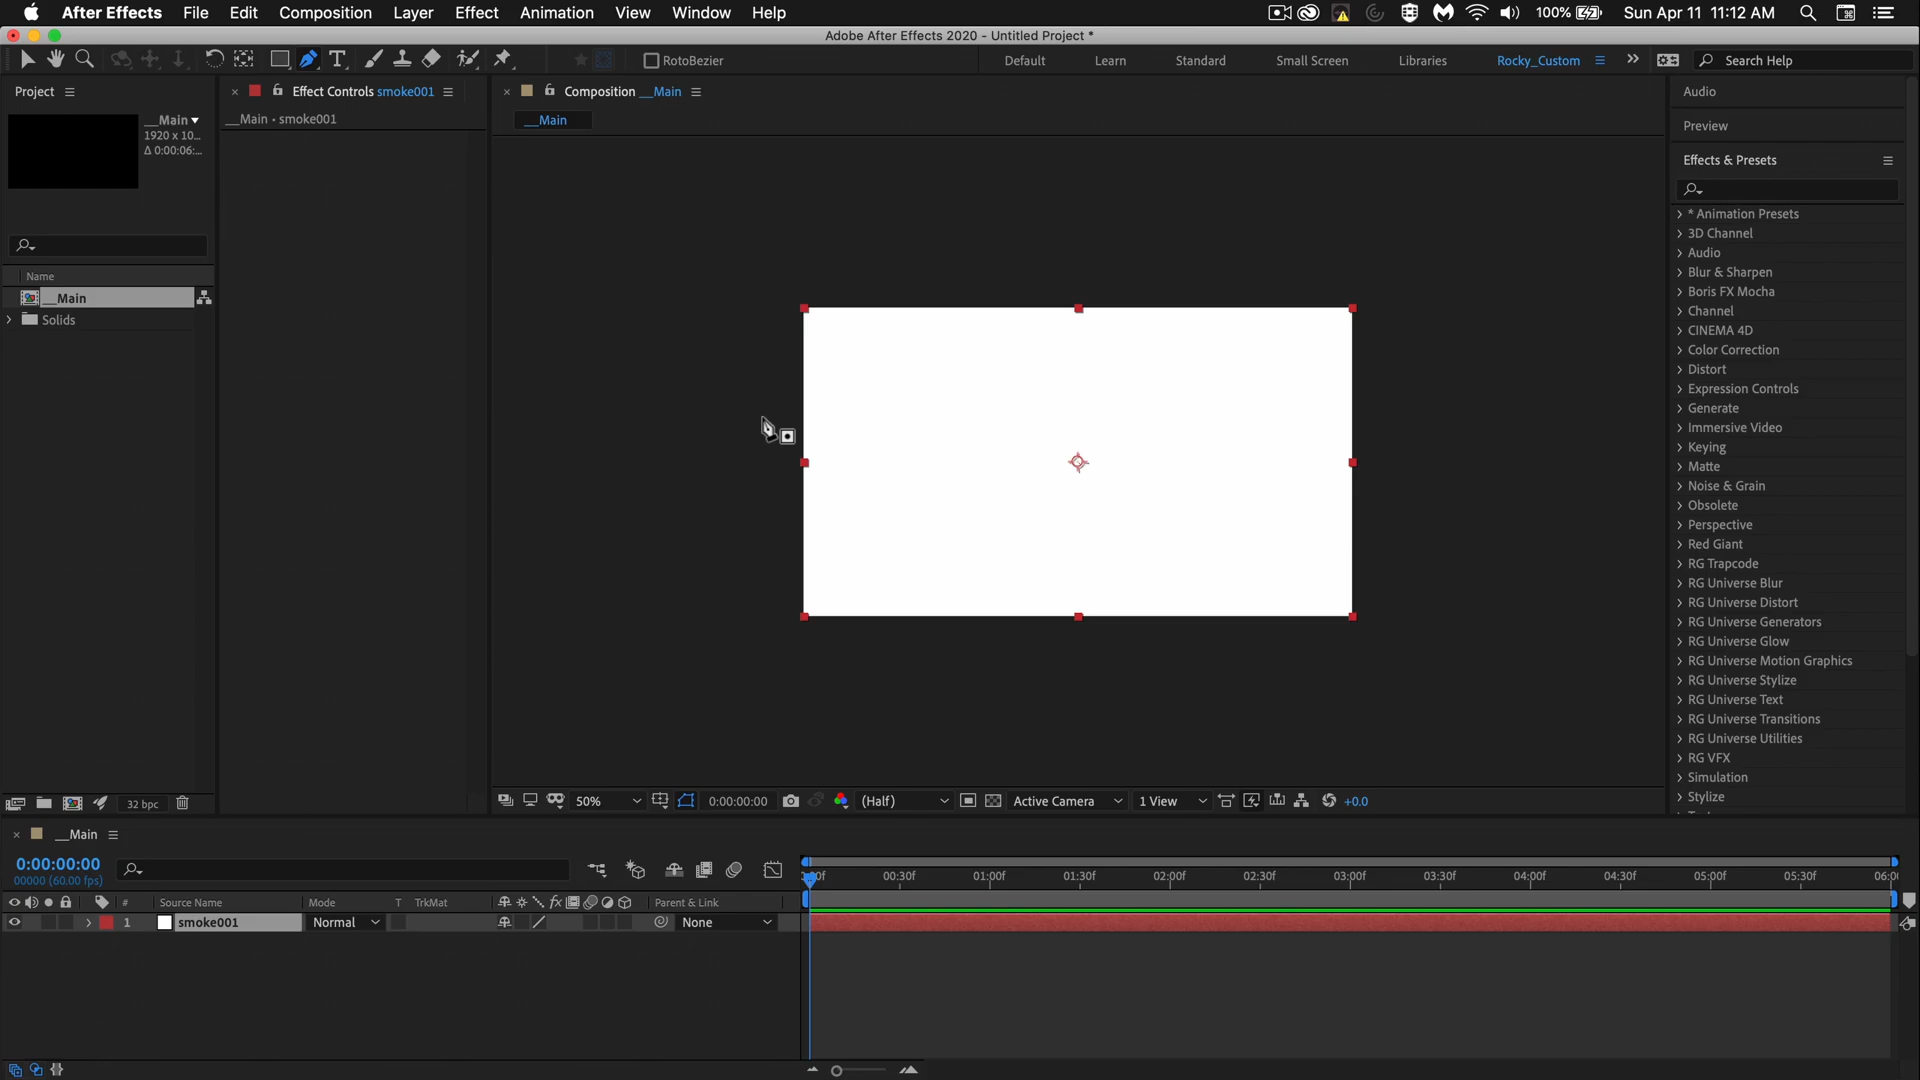 After Effects File Edit Composition Layer Effect Animation View Window Help 100% Sun Apr 11 11:12 AM
Adobe After Effects 2020 - Untitled Project *
RotoBezier Default Learn Standard Small Screen Libraries Rocky_Custom Search Help
Project
__Main
1920 x 10...
Δ 0:00:06:...
Name
__Main
Solids
32 bpc
Effect Controls smoke001
__Main • smoke001
Composition __Main
__Main
50% 0:00:00:00 (Half) Active Camera 1 View +0.0
Audio
Preview
Effects & Presets
* Animation Presets
3D Channel
Audio
Blur & Sharpen
Boris FX Mocha
Channel
CINEMA 4D
Color Correction
Distort
Expression Controls
Generate
Immersive Video
Keying
Matte
Noise & Grain
Obsolete
Perspective
Red Giant
RG Trapcode
RG Universe Blur
RG Universe Distort
RG Universe Generators
RG Universe Glow
RG Universe Motion Graphics
RG Universe Stylize
RG Universe Text
RG Universe Transitions
RG Universe Utilities
RG VFX
Simulation
Stylize
__Main
0:00:00:00
00000 (60.00 fps)
00f 00:30f 01:00f 01:30f 02:00f 02:30f 03:00f 03:30f 04:00f 04:30f 05:00f 05:30f 06:0
# Source Name Mode T TrkMat fx Parent & Link
1 smoke001 Normal None